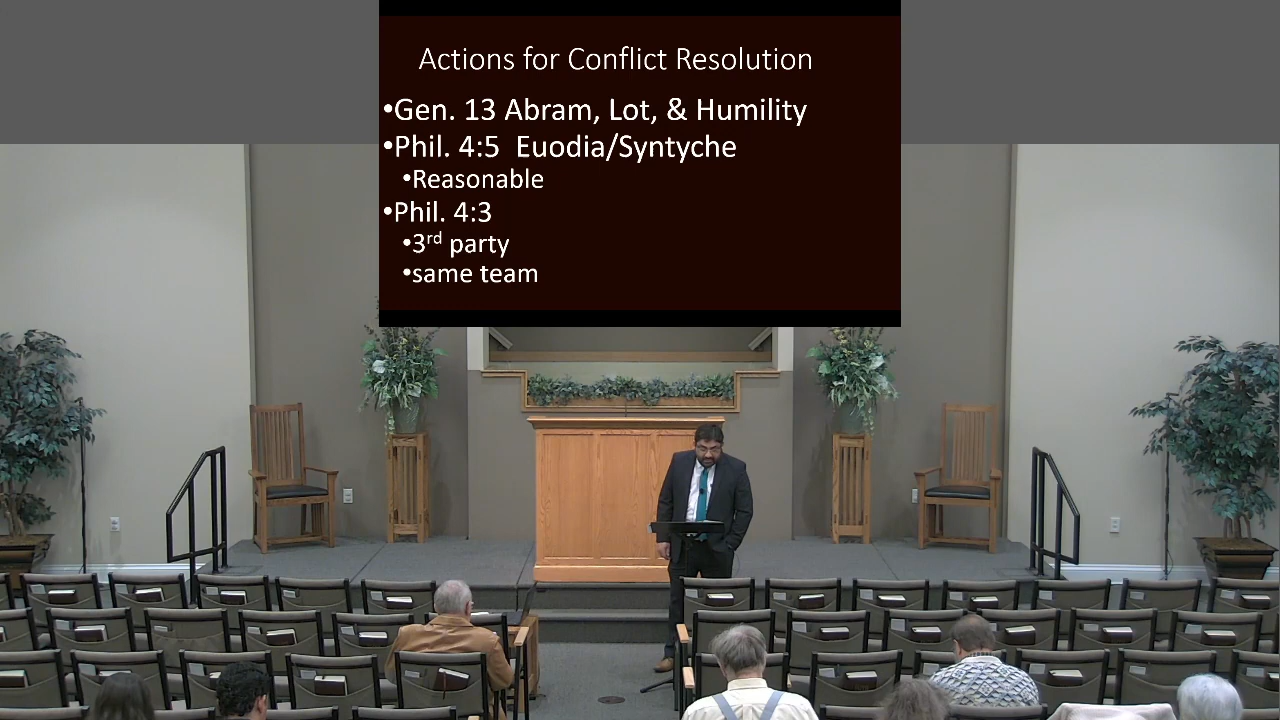 Actions for Conflict Resolution
•Gen. 13 Abram, Lot, & Humility
•Phil. 4:5  Euodia/Syntyche
•Reasonable
•Phil. 4:3
•3rd party
•same team